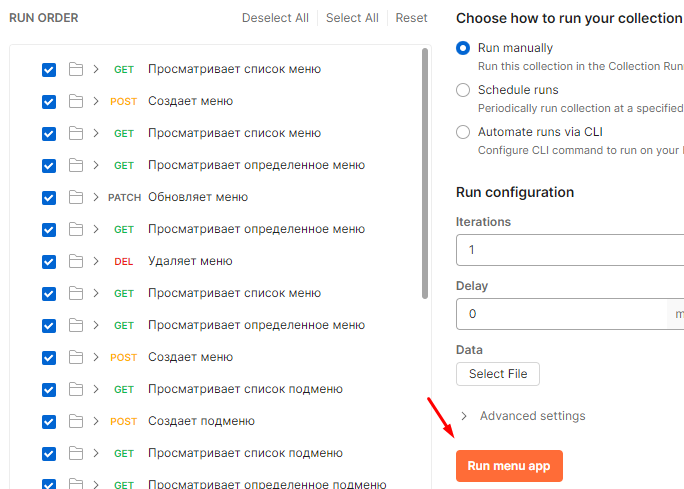 RUN ORDER
Deselect All
Select All
Reset
GET Просматривает список меню
POST Создает меню
GET Просматривает список меню
GET Просматривает определенное меню
PATCH Обновляет меню
GET Просматривает определенное меню
DEL Удаляет меню
GET Просматривает список меню
GET Просматривает определенное меню
POST Создает меню
GET Просматривает список подменю
POST Создает подменю
GET Просматривает список подменю
GET Просматривает определенное подменю
Choose how to run your collection
Run manually
Run this collection in the Collection Run
Schedule runs
Periodically run collection at a specified
Automate runs via CLI
Configure CLI command to run on your
Run configuration
Iterations
1
Delay
0
m
Data
Select File
Advanced settings
Run menu app